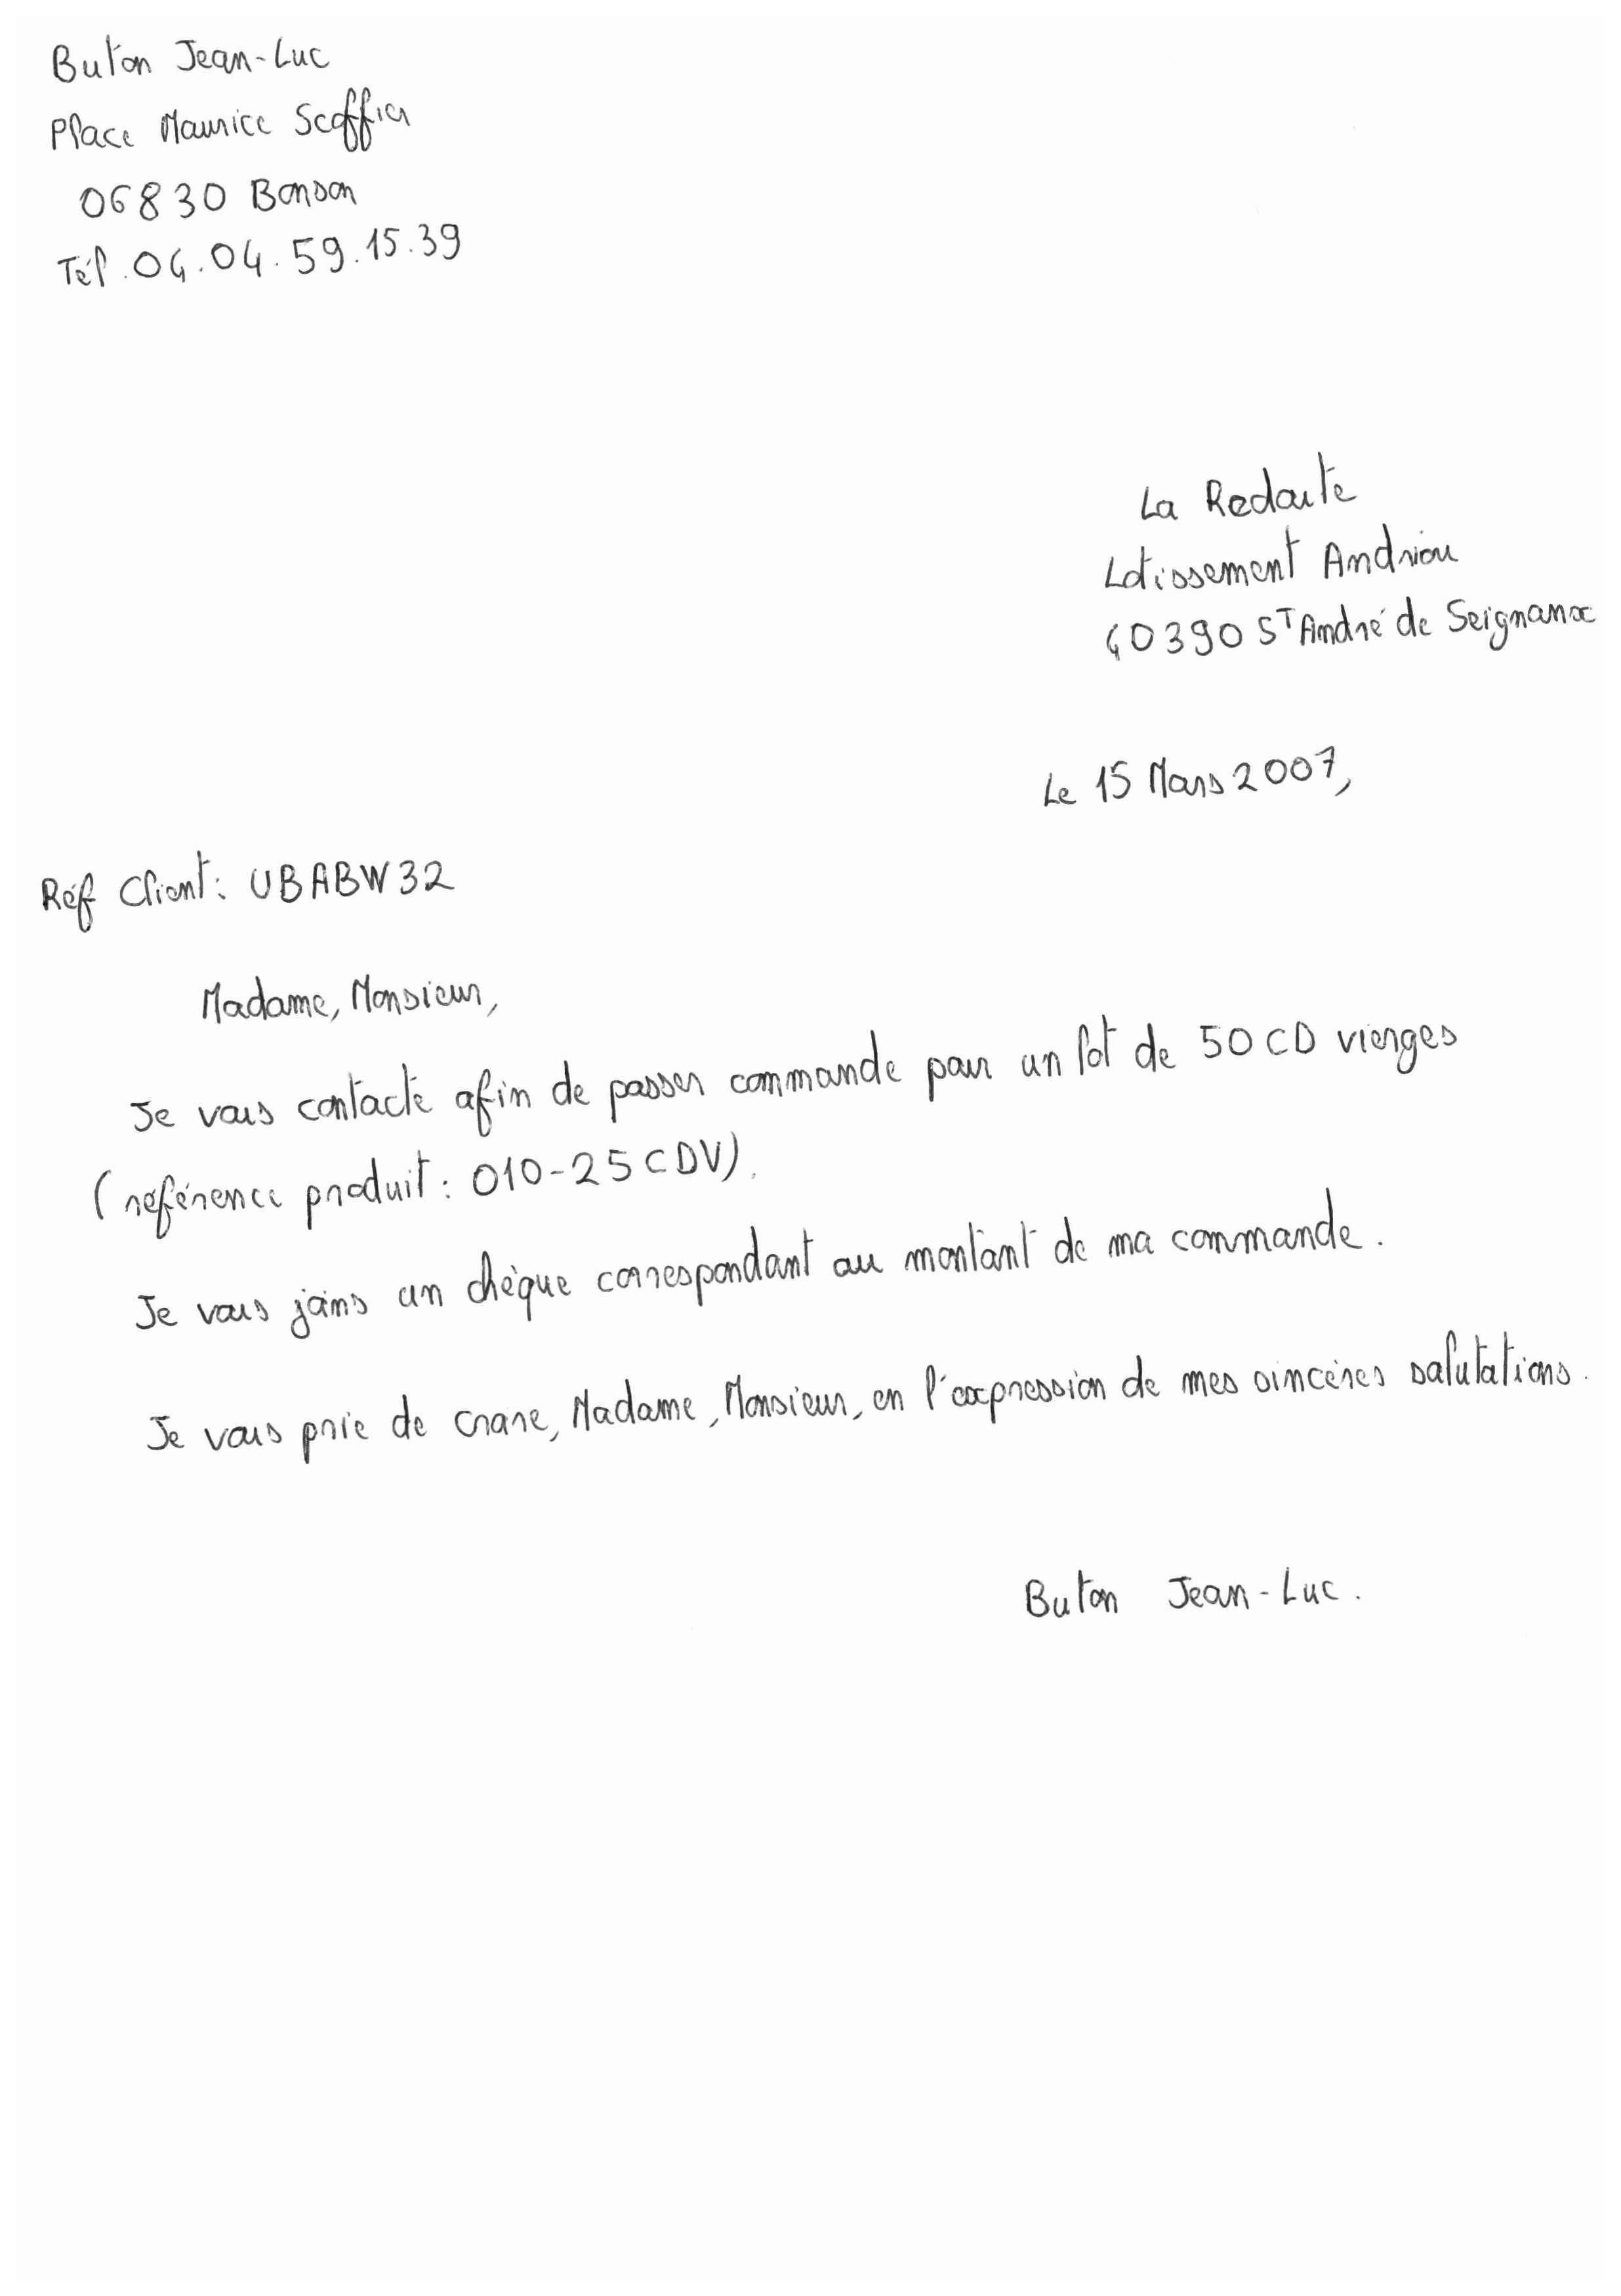 Buton Jean-Luc
Place Maurice Scoffier
06830 Bonson
Tél. 04.04.59.15.39
La Redoute
Lotissement Andriou
40390 ST André de Seignanx
Le 15 Mars 2007,
Réf Client : UBABW32
Madame, Monsieur,
Je vous contacte afin de passer commande pour un lot de 50 CD vierges
(référence produit : 010-25CDV).
Je vous joins un chèque correspondant au montant de ma commande.
Je vous prie de croire, Madame, Monsieur, en l'expression de mes sincères salutations.
Buton Jean-Luc.